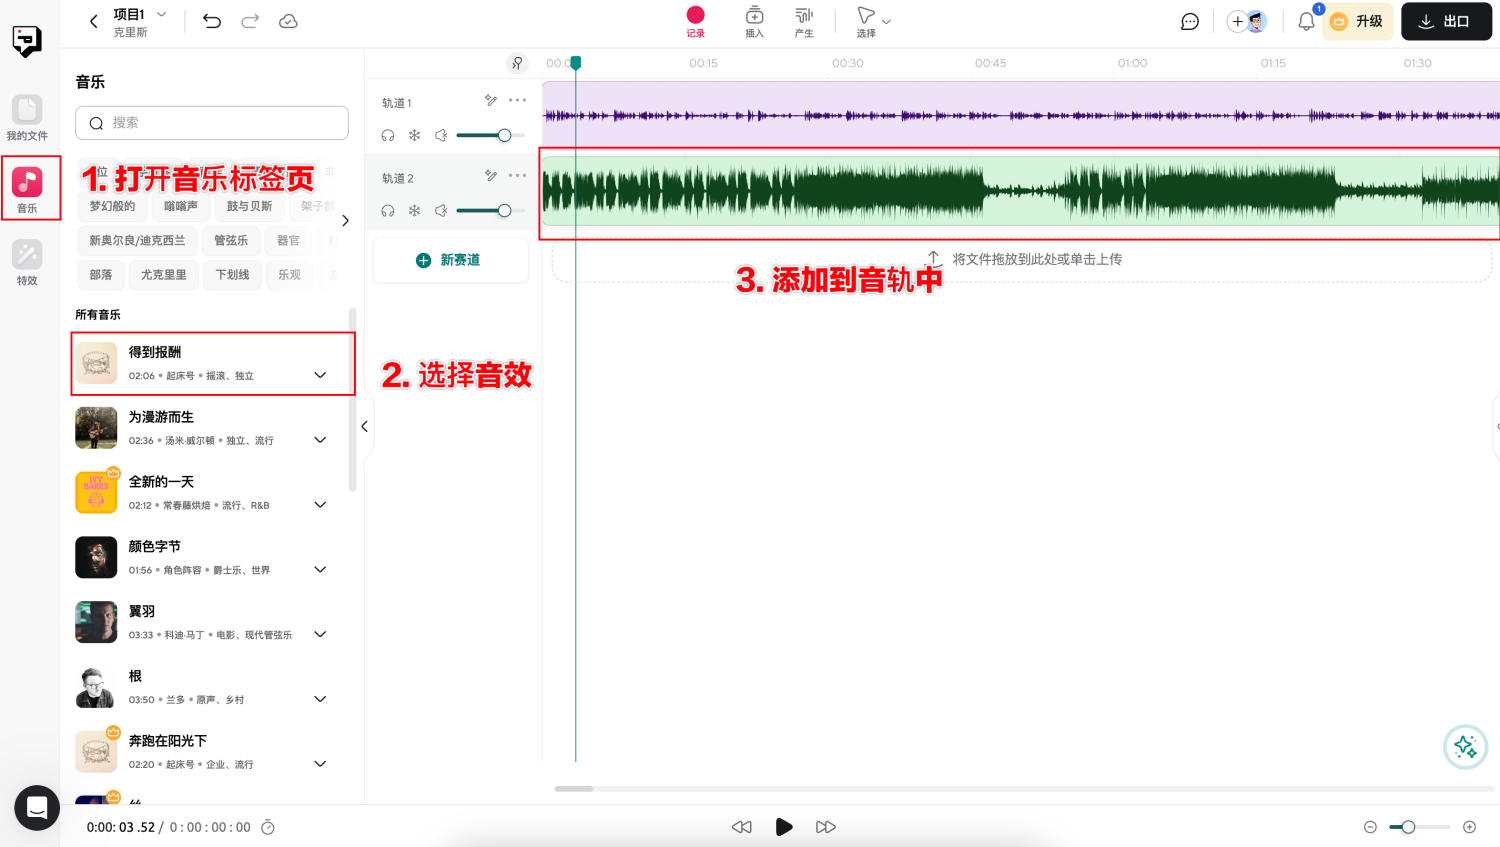 项目1
克里斯
记录
插入
产生
选择
1
升级
出口
我的文件
音乐
特效
音乐
搜索
1. 打开音乐标签页
梦幻般的
嗡嗡声
鼓与贝斯
架子鼓
新奥尔良/迪克西兰
管弦乐
器官
部落
尤克里里
下划线
乐观
所有音乐
得到报酬
02:06 • 起床号 • 摇滚、独立
为漫游而生
02:36 • 汤米·威尔顿 • 独立、流行
IVY BAKES
全新的一天
02:12 • 常春藤烘焙 • 流行、R&B
颜色字节
01:56 • 角色阵容 • 爵士乐、世界
翼羽
03:33 • 科迪·马丁 • 电影、现代管弦乐
根
03:50 • 兰多 • 原声、乡村
奔跑在阳光下
02:20 • 起床号 • 企业、流行
00:15
00:30
00:45
01:00
01:15
01:30
轨道 1
轨道 2
新赛道
将文件拖放到此处或单击上传
3. 添加到音轨中
2. 选择音效
0:00: 03 .52 / 0 : 00 : 00 : 00